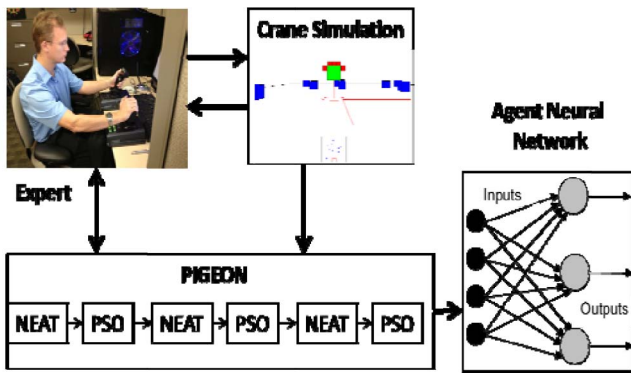 Crane Simulation
Expert
Agent Neural
Network
Inputs
Outputs
PIGEON
NEAT
PSO
NEAT
PSO
NEAT
PSO